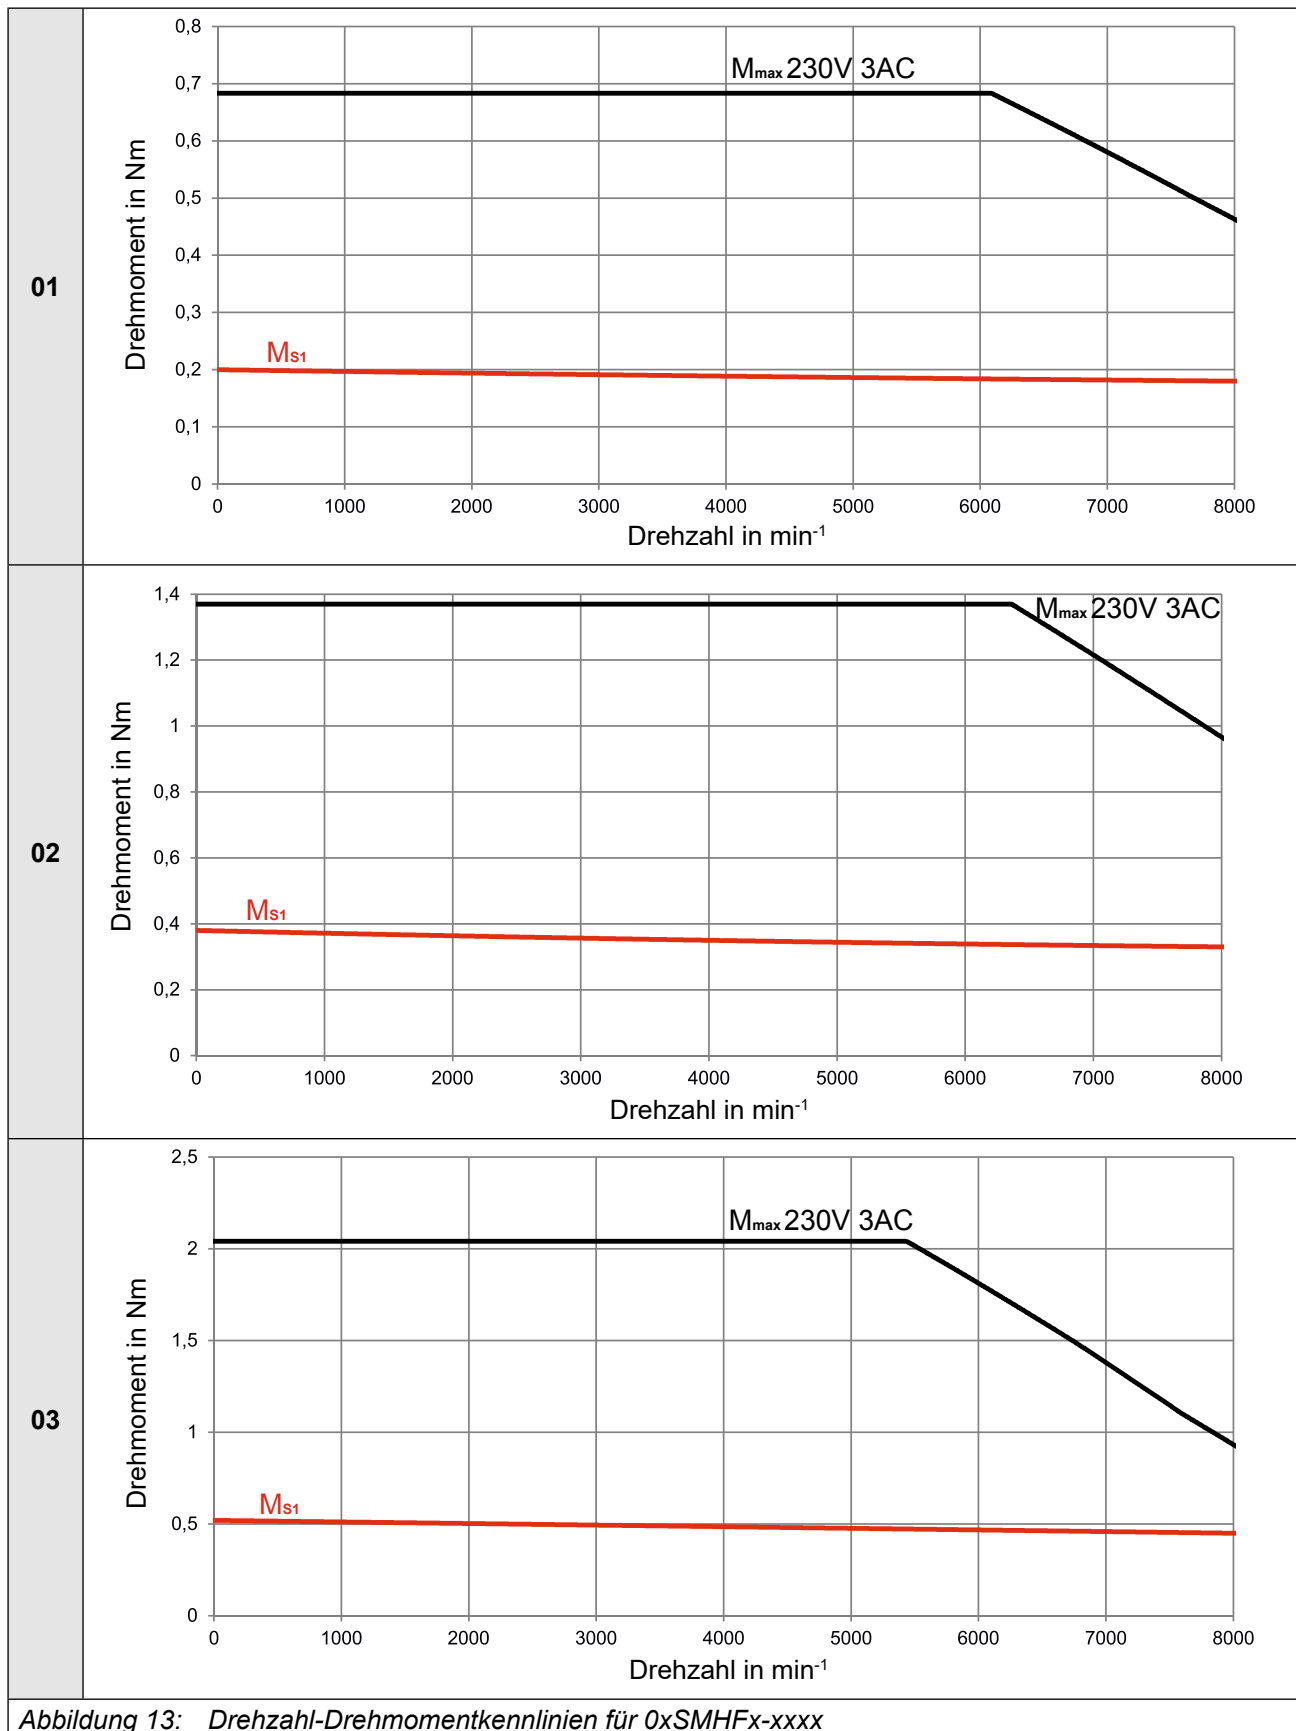 01
0,8
0,7
0,6
0,5
0,4
0,3
0,2
0,1
0
Drehmoment in Nm
Mmax 230V 3AC
MS1
0 1000 2000 3000 4000 5000 6000 7000 8000
Drehzahl in min-1
02
1,4
1,2
1
0,8
0,6
0,4
0,2
0
Drehmoment in Nm
Mmax 230V 3AC
MS1
0 1000 2000 3000 4000 5000 6000 7000 8000
Drehzahl in min-1
03
2,5
2
1,5
1
0,5
0
Drehmoment in Nm
Mmax 230V 3AC
MS1
0 1000 2000 3000 4000 5000 6000 7000 8000
Drehzahl in min-1
Abbildung 13: Drehzahl-Drehmomentkennlinien für 0xSMHFx-xxxx